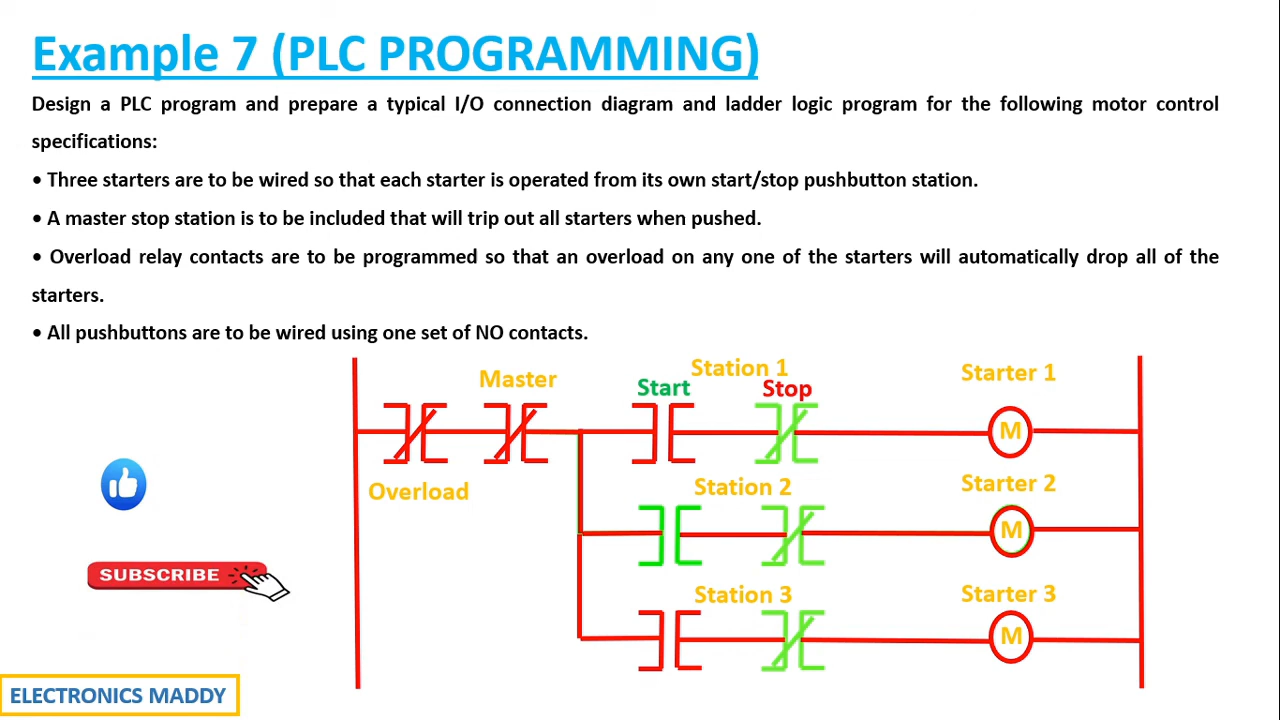 Example 7 (PLC PROGRAMMING)
Design a PLC program and prepare a typical I/O connection diagram and ladder logic program for the following motor control
specifications:
• Three starters are to be wired so that each starter is operated from its own start/stop pushbutton station.
• A master stop station is to be included that will trip out all starters when pushed.
• Overload relay contacts are to be programmed so that an overload on any one of the starters will automatically drop all of the
starters.
• All pushbuttons are to be wired using one set of NO contacts.
Station 1
Starter 1
Master
Start
Stop
M
Overload
Station 2
Starter 2
M
SUBSCRIBE
Station 3
Starter 3
M
ELECTRONICS MADDY